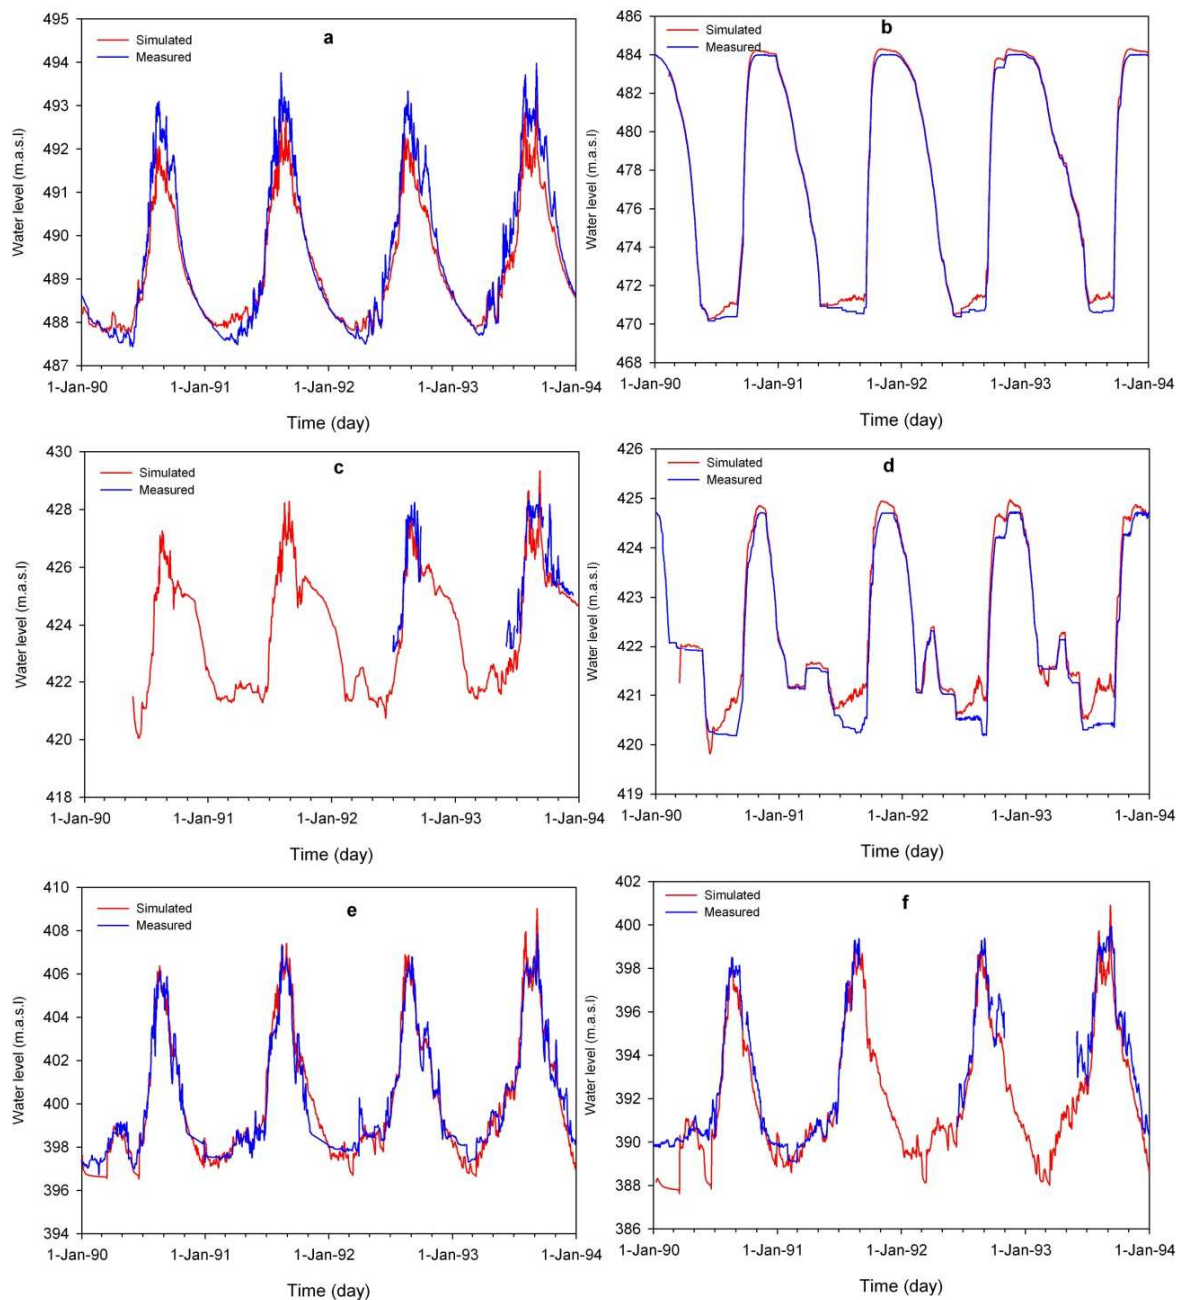 a
Simulated
Measured
Water level (m.a.s.l)
495
494
493
492
491
490
489
488
487
1-Jan-90
1-Jan-91
1-Jan-92
1-Jan-93
1-Jan-94
Time (day)
b
Simulated
Measured
Water level (m.a.s.l)
486
484
482
480
478
476
474
472
470
468
1-Jan-90
1-Jan-91
1-Jan-92
1-Jan-93
1-Jan-94
Time (day)
c
Simulated
Measured
Water level (m.a.s.l)
430
428
426
424
422
420
418
1-Jan-90
1-Jan-91
1-Jan-92
1-Jan-93
1-Jan-94
Time (day)
d
Simulated
Measured
Water level (m.a.s.l)
426
425
424
423
422
421
420
419
1-Jan-90
1-Jan-91
1-Jan-92
1-Jan-93
1-Jan-94
Time (day)
e
Simulated
Measured
Water level (m.a.s.l)
410
408
406
404
402
400
398
396
394
1-Jan-90
1-Jan-91
1-Jan-92
1-Jan-93
1-Jan-94
Time (day)
f
Simulated
Measured
Water level (m.a.s.l)
402
400
398
396
394
392
390
388
386
1-Jan-90
1-Jan-91
1-Jan-92
1-Jan-93
1-Jan-94
Time (day)